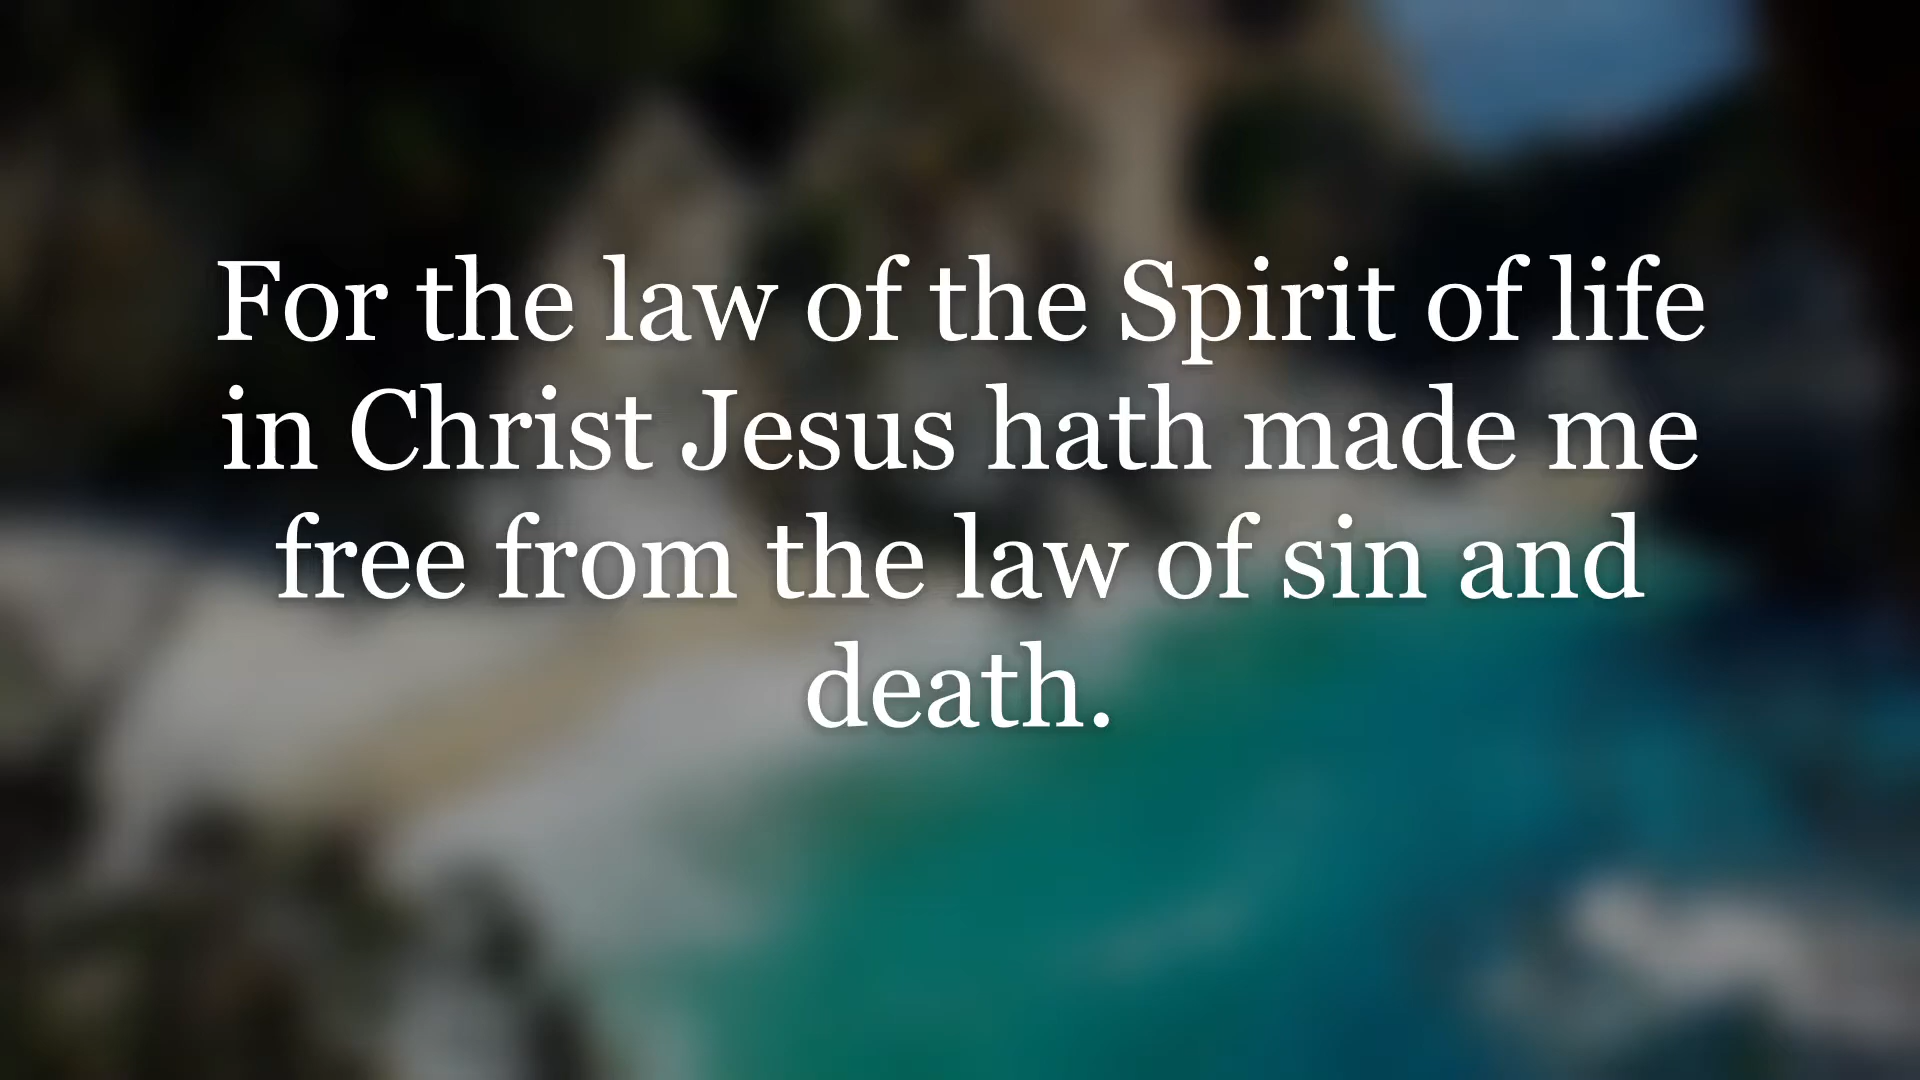 For the law of the Spirit of life
in Christ Jesus hath made me
free from the law of sin and
death.